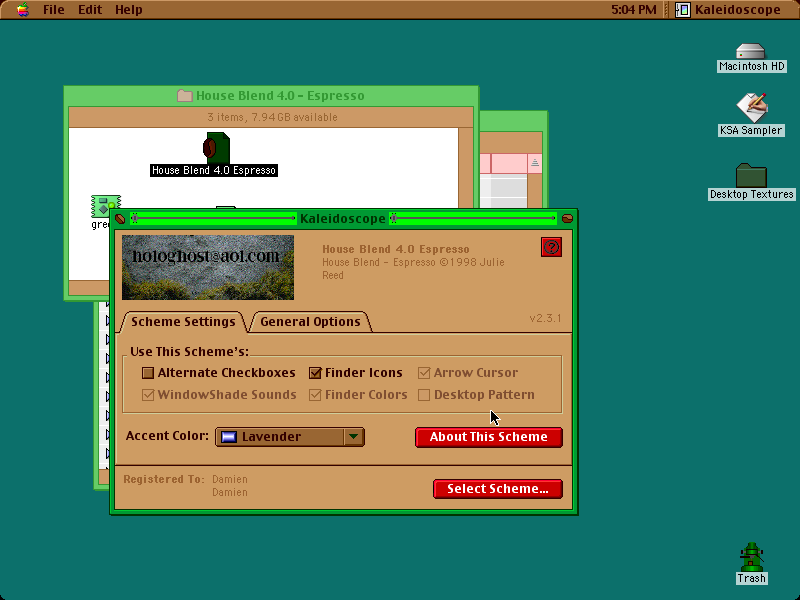 File Edit Help 5:04 PM Kaleidoscope
Macintosh HD
KSA Sampler
Desktop Textures
House Blend 4.0 - Espresso
3 items, 7.94 GB available
House Blend 4.0 Espresso
Kaleidoscope
hologhost@aol.com
House Blend 4.0 Espresso
House Blend - Espresso ©1998 Julie
Reed
?
Scheme Settings General Options v2.3.1
Use This Scheme's:
Alternate Checkboxes Finder Icons Arrow Cursor
WindowShade Sounds Finder Colors Desktop Pattern
Accent Color: Lavender About This Scheme
Registered To: Damien
Damien
Select Scheme...
Trash